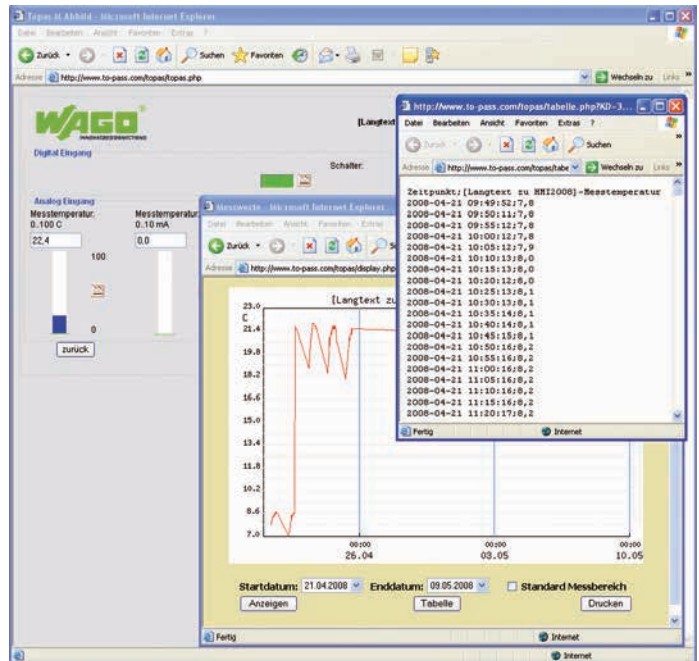 Topas M Abbild - Microsoft Internet Explorer
Datei Bearbeiten Ansicht Favoriten Extras ?
Zurück Suchen Favoriten
Adresse http://www.to-pass.com/topas/topas.php Wechseln zu Links
WAGO
INNOVATIVE CONNECTIONS
[Langtext
Digital Eingang
Schalter:
Analog Eingang
Messtemperatur: Messtemperatur:
0..100 C 0..10 mA
22,4 0,0
100
0
zurück
Messwerte - Microsoft Internet Explorer
Datei Bearbeiten Ansicht Favoriten Extras
Zurück
Adresse http://www.to-pass.com/topas/display.php
[Langtext zu
23.0
C
21.4
19.8
18.2
16.6
15.0
13.4
11.8
10.2
8.6
7.0
00:00 00:00 00:00
26.04 03.05 10.05
Startdatum: 21.04.2008 Enddatum: 09.05.2008 Standard Messbereich
Anzeigen Tabelle Drucken
Fertig Internet
http://www.to-pass.com/topas/tabelle.php?KD-3...
Datei Bearbeiten Ansicht Favoriten Extras ?
Zurück Suchen
Adresse http://www.to-pass.com/topas/tabe Wechseln zu Links
Zeitpunkt;[Langtext zu HMI2008]-Messtemperatur
2008-04-21 09:49:52;7,8
2008-04-21 09:50:11;7,8
2008-04-21 09:55:12;7,8
2008-04-21 10:00:12;7,8
2008-04-21 10:05:12;7,9
2008-04-21 10:10:13;8,0
2008-04-21 10:15:13;8,0
2008-04-21 10:20:12;8,0
2008-04-21 10:25:13;8,1
2008-04-21 10:30:13;8,1
2008-04-21 10:35:14;8,1
2008-04-21 10:40:14;8,1
2008-04-21 10:45:15;8,1
2008-04-21 10:50:16;8,2
2008-04-21 10:55:16;8,2
2008-04-21 11:00:16;8,2
2008-04-21 11:05:16;8,2
2008-04-21 11:10:16;8,2
2008-04-21 11:15:16;8,2
2008-04-21 11:20:17;8,2
Fertig Internet
Internet